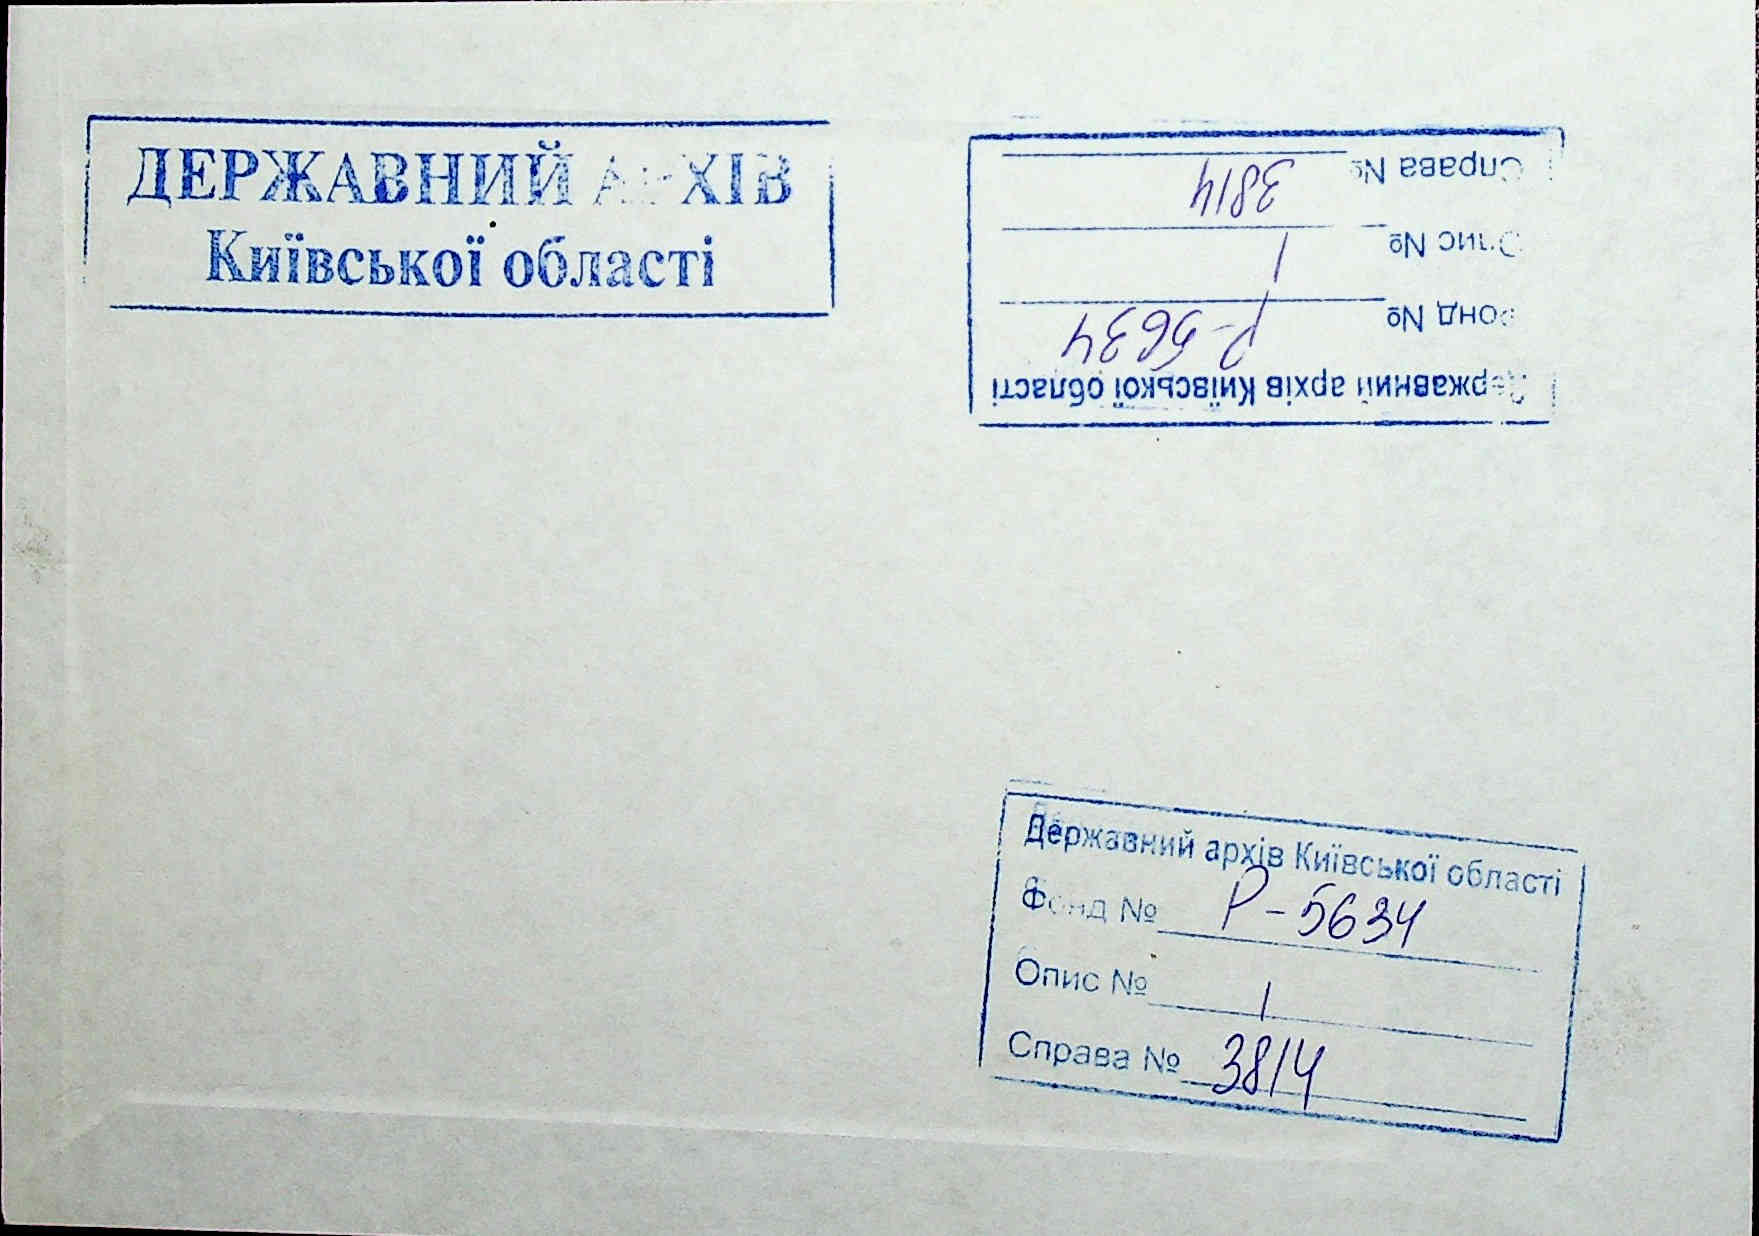 ДЕРЖАВНИЙ АРХІВ
Київської області
Державний архів Київської області
Фонд № Р-5634
Опис № 1
Справа № 3814
Державний архів Київської області
Фонд № Р-5634
Опис № 1
Справа № 3814